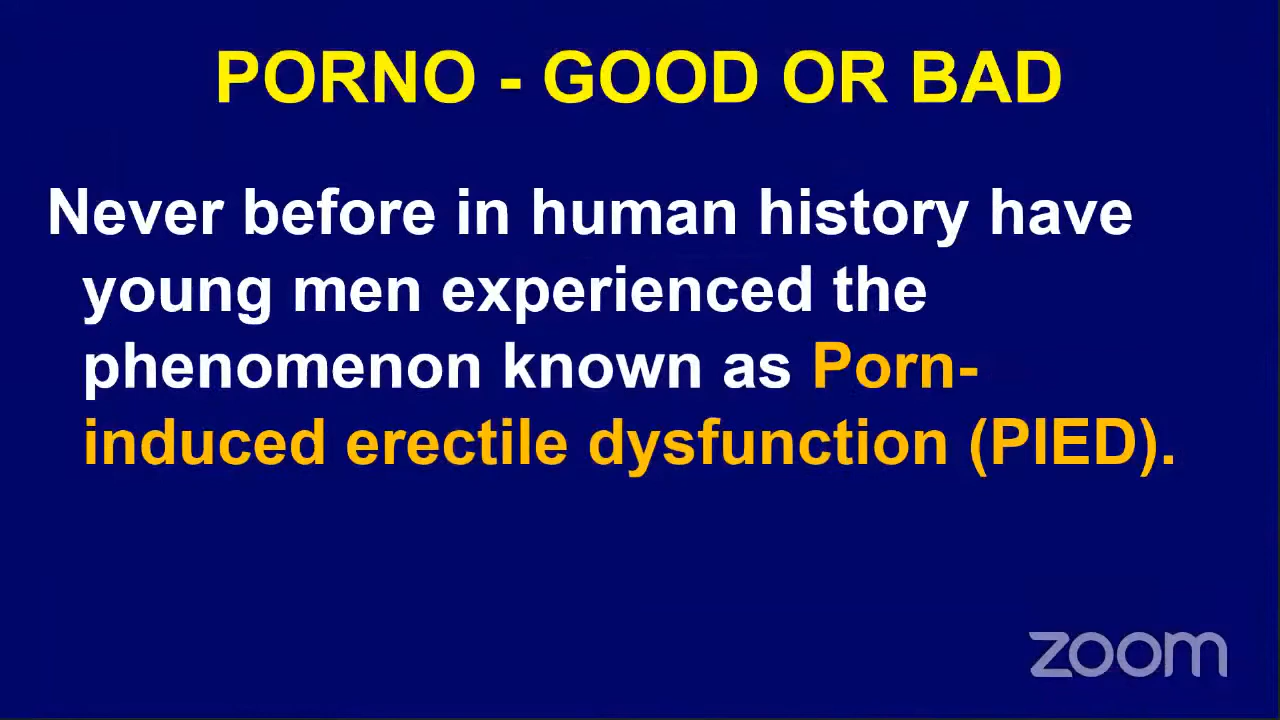 PORNO - GOOD OR BAD
Never before in human history have
young men experienced the
phenomenon known as Porn-
induced erectile dysfunction (PIED).
zoom